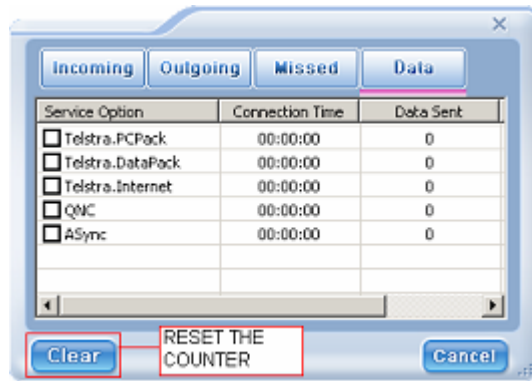 Incoming Outgoing Missed Data
Service Option Connection Time Data Sent
Telstra.PCPack 00:00:00 0
Telstra.DataPack 00:00:00 0
Telstra.Internet 00:00:00 0
QNC 00:00:00 0
ASync 00:00:00 0
Clear
RESET THE
COUNTER
Cancel